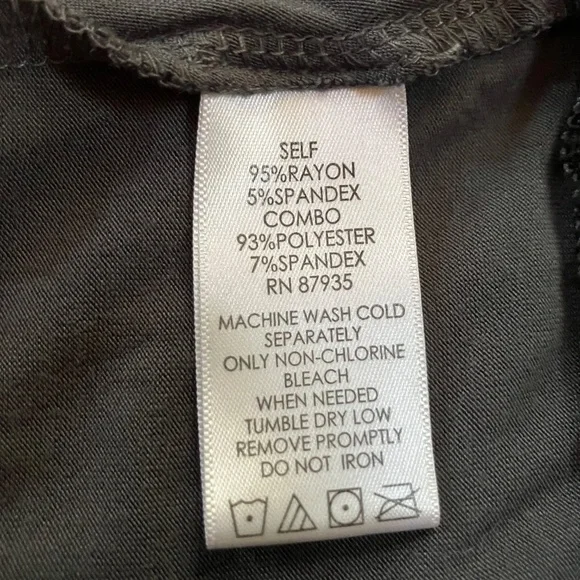 SELF
95%RAYON
5%SPANDEX
COMBO
93%POLYESTER
7%SPANDEX
RN 87935
MACHINE WASH COLD
SEPARATELY
ONLY NON-CHLORINE
BLEACH
WHEN NEEDED
TUMBLE DRY LOW
REMOVE PROMPTLY
DO NOT IRON